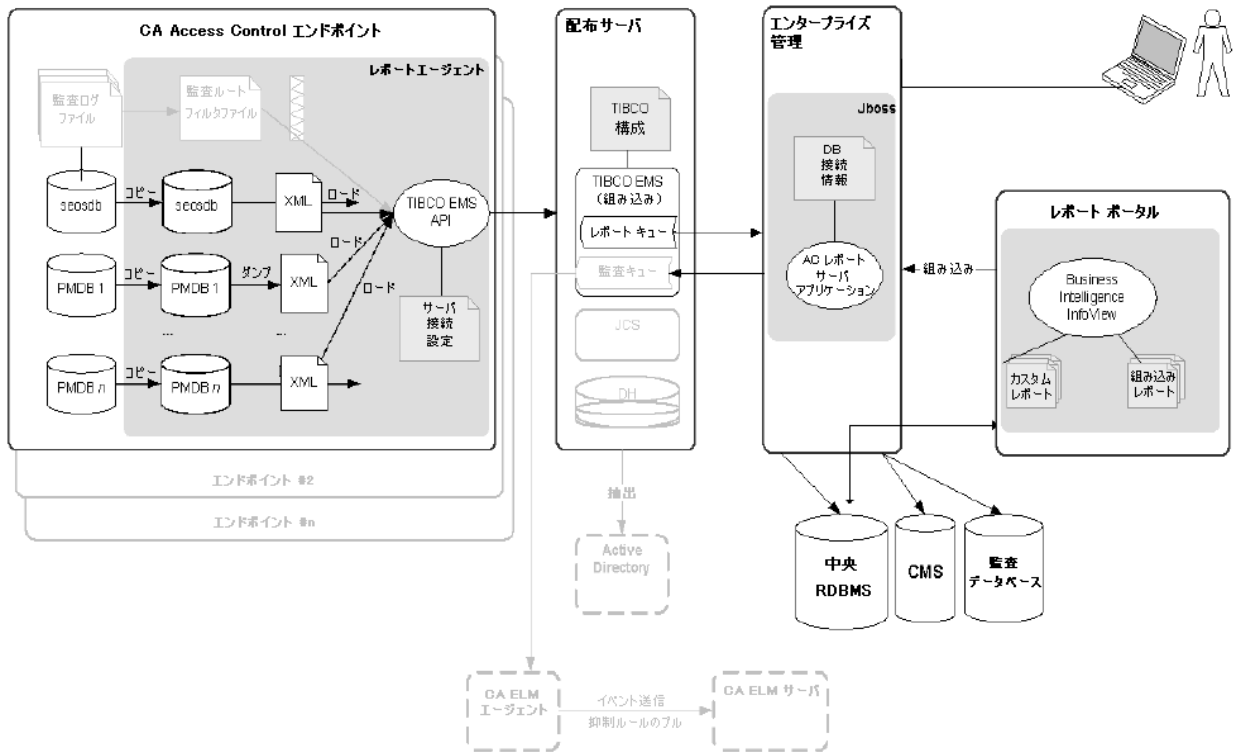 CA Access Control エンドポイント
レポートエージェント
監査ログ
ファイル
監査ルート
フィルタファイル
seosdb
コピー
seosdb
XML
ロード
TIBCO EMS
API
ロード
PMDB 1
コピー
PMDB 1
ダンプ
XML
ロード
サーバ
接続
設定
...
...
PMDB n
コピー
PMDB n
XML
エンドポイント #2
エンドポイント #n
配布サーバ
TIBCO
構成
TIBCO EMS
(組み込み)
レポート キュー
監査キュー
JCS
DH
抽出
Active
Directory
CA ELM
エージェント
イベント送信
抑制ルールのプル
CA ELM サーバ
エンタープライズ
管理
Jboss
DB
接続
情報
AC レポート
サーバ
アプリケーション
組み込み
レポート ポータル
Business
Intelligence
InfoView
カスタム
レポート
組み込み
レポート
中央
RDBMS
CMS
監査
データベース